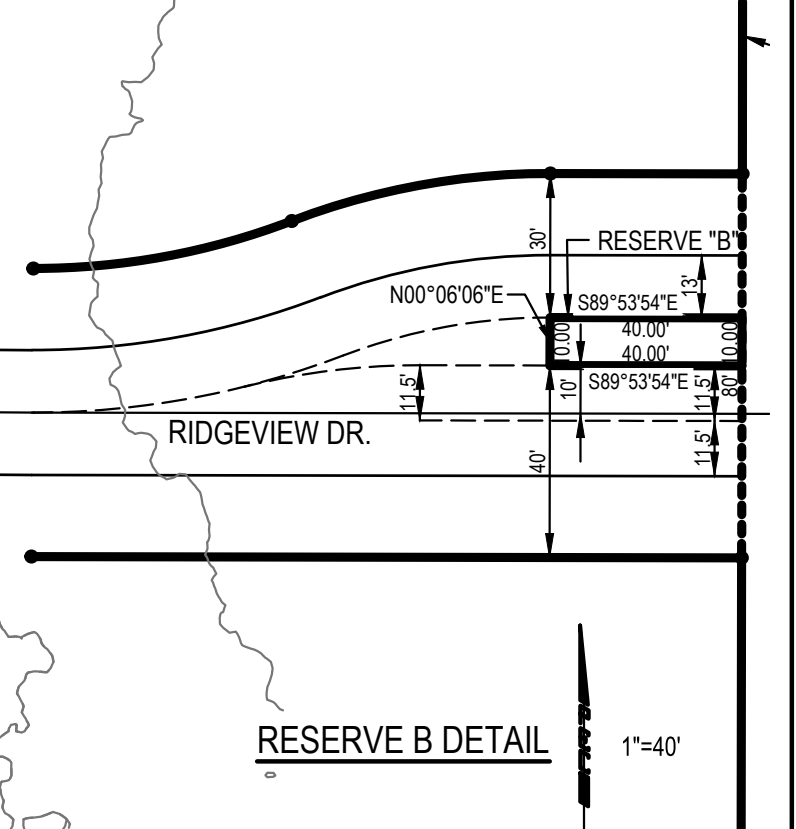 30'
RESERVE "B"
13'
N00°06'06"E
S89°53'54"E
10.00
40.00'
10.00
40.00'
S89°53'54"E
11.5'
10'
11.5'
80'
RIDGEVIEW DR.
40'
11.5'
RESERVE B DETAIL
1"=40'